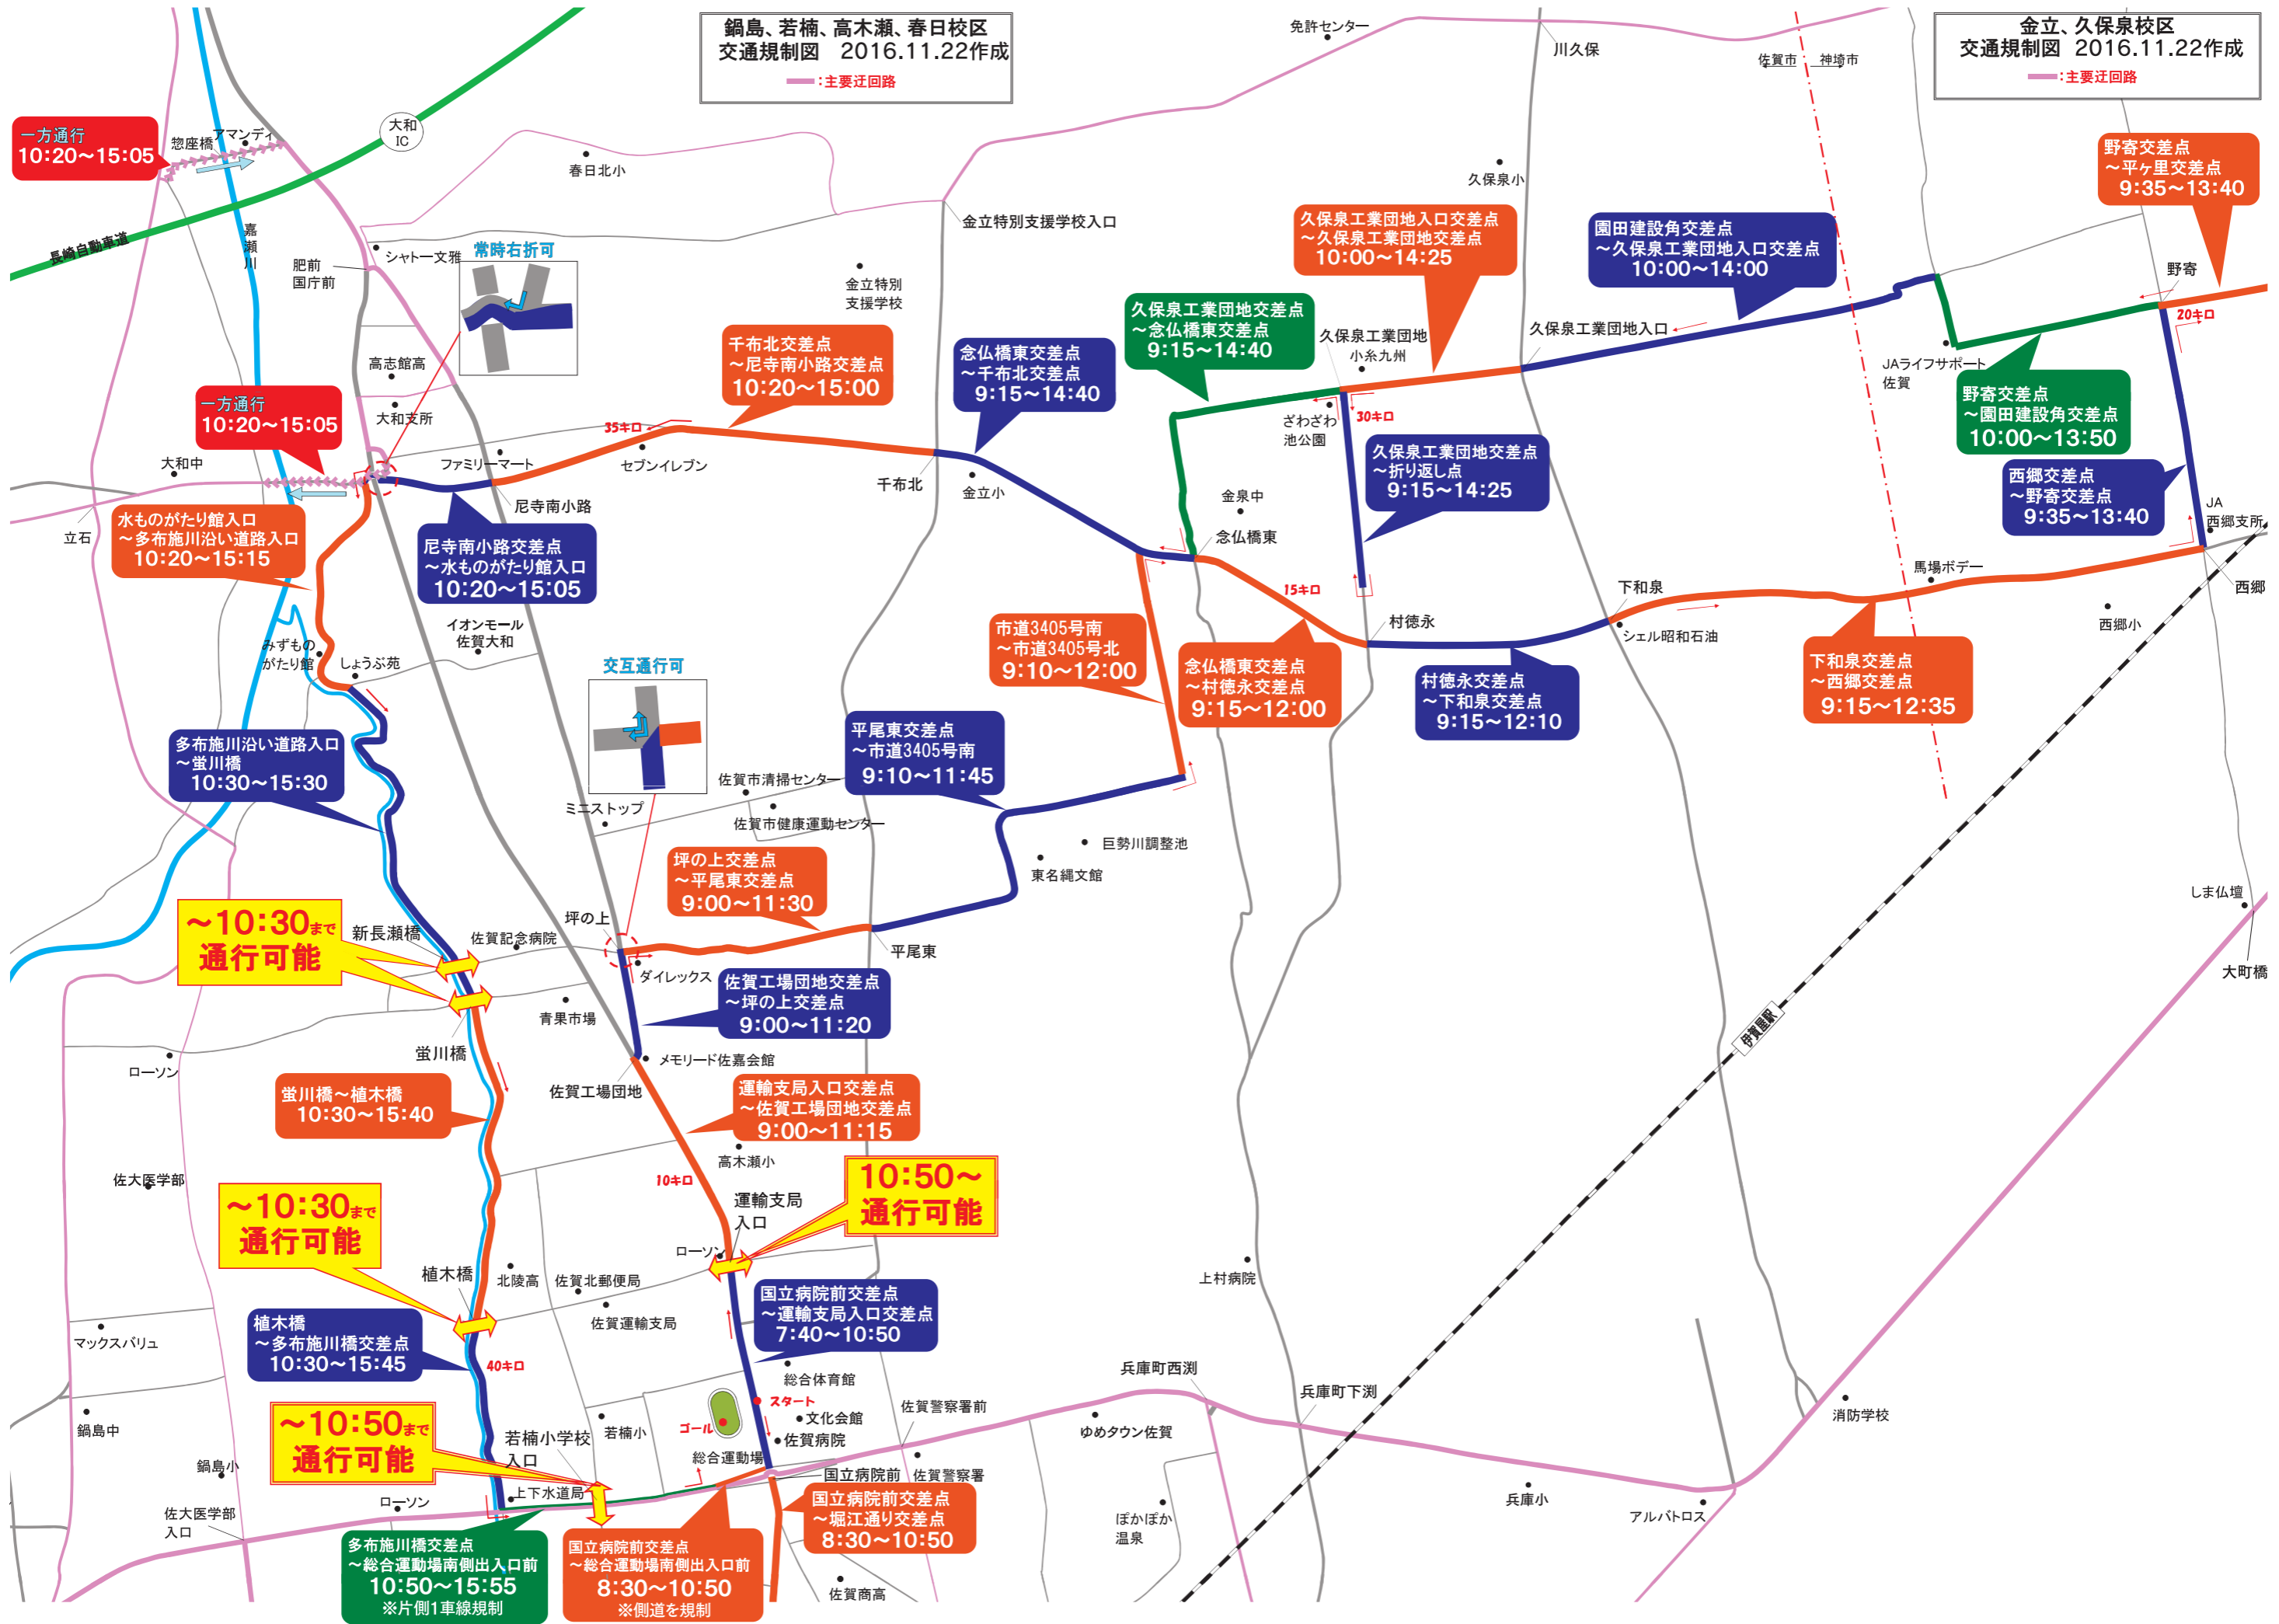 鍋島、若楠、高木瀬、春日校区
交通規制図　2016.11.22作成
：主要迂回路
金立、久保泉校区
交通規制図 2016.11.22作成
：主要迂回路
免許センター
川久保
佐賀市
神埼市
一方通行
10:20～15:05
惣座橋
アマンディ
大和
IC
長崎自動車道
嘉瀬川
春日北小
久保泉小
野寄交差点
～平ヶ里交差点
9:35～13:40
金立特別支援学校入口
久保泉工業団地入口交差点
～久保泉工業団地交差点
10:00～14:25
園田建設角交差点
～久保泉工業団地入口交差点
10:00～14:00
肥前
国庁前
シャトー文雅
常時右折可
金立特別
支援学校
野寄
20キロ
久保泉工業団地交差点
～念仏橋東交差点
9:15～14:40
久保泉工業団地
小糸九州
久保泉工業団地入口
JAライフサポート
佐賀
千布北交差点
～尼寺南小路交差点
10:20～15:00
念仏橋東交差点
～千布北交差点
9:15～14:40
高志館高
大和支所
一方通行
10:20～15:05
野寄交差点
～園田建設角交差点
10:00～13:50
35キロ
30キロ
ざわざわ
池公園
大和中
ファミリーマート
セブンイレブン
千布北
金立小
尼寺南小路
久保泉工業団地交差点
～折り返し点
9:15～14:25
西郷交差点
～野寄交差点
9:35～13:40
金泉中
念仏橋東
JA
西郷支所
立石
水ものがたり館入口
～多布施川沿い道路入口
10:20～15:15
尼寺南小路交差点
～水ものがたり館入口
10:20～15:05
15キロ
下和泉
馬場ボデー
西郷
西郷小
村徳永
シェル昭和石油
イオンモール
佐賀大和
みずもの
がたり館
しょうぶ苑
交互通行可
市道3405号南
～市道3405号北
9:10～12:00
念仏橋東交差点
～村徳永交差点
9:15～12:00
村徳永交差点
～下和泉交差点
9:15～12:10
下和泉交差点
～西郷交差点
9:15～12:35
多布施川沿い道路入口
～蛍川橋
10:30～15:30
平尾東交差点
～市道3405号南
9:10～11:45
佐賀市清掃センター
ミニストップ
佐賀市健康運動センター
巨勢川調整池
東名縄文館
坪の上交差点
～平尾東交差点
9:00～11:30
しま仏壇
大町橋
～10:30まで
通行可能
新長瀬橋
佐賀記念病院
坪の上
平尾東
ダイレックス
佐賀工場団地交差点
～坪の上交差点
9:00～11:20
青果市場
蛍川橋
ローソン
メモリード佐嘉会館
佐賀工場団地
伊賀屋駅
蛍川橋～植木橋
10:30～15:40
運輸支局入口交差点
～佐賀工場団地交差点
9:00～11:15
高木瀬小
10キロ
佐大医学部
～10:30まで
通行可能
10:50～
通行可能
運輸支局
入口
ローソン
植木橋
北陵高
佐賀北郵便局
佐賀運輸支局
上村病院
マックスバリュ
植木橋
～多布施川橋交差点
10:30～15:45
40キロ
国立病院前交差点
～運輸支局入口交差点
7:40～10:50
総合体育館
スタート
文化会館
ゴール
佐賀病院
総合運動場
兵庫町西渕
兵庫町下渕
佐賀警察署前
ゆめタウン佐賀
消防学校
鍋島中
～10:50まで
通行可能
若楠小学校
入口
若楠小
鍋島小
国立病院前
佐賀警察署
上下水道局
ローソン
佐大医学部
入口
国立病院前交差点
～堀江通り交差点
8:30～10:50
ぽかぽか
温泉
兵庫小
アルバトロス
多布施川橋交差点
～総合運動場南側出入口前
10:50～15:55
※片側1車線規制
国立病院前交差点
～総合運動場南側出入口前
8:30～10:50
※側道を規制
佐賀商高